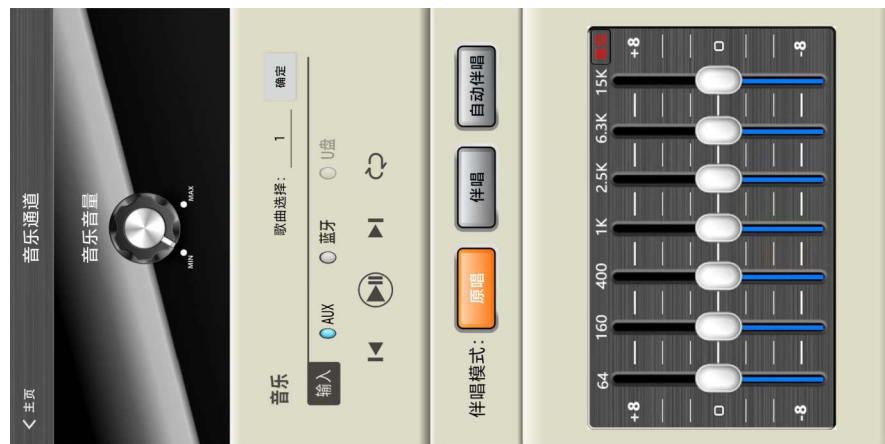 主页
音乐通道
音乐音量
MIN
MAX
音乐
歌曲选择： 1
确定
输入
AUX
蓝牙
U盘
伴唱模式：
原唱
伴唱
自动伴唱
64 160 400 1K 2.5K 6.3K 15K
+8 +8
0 0
-8 -8